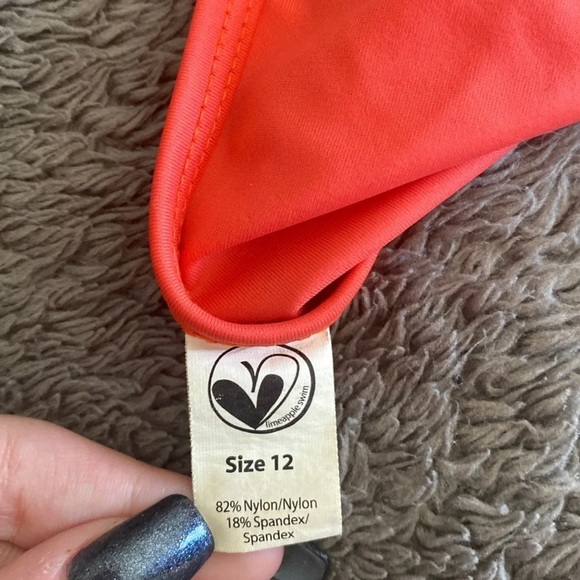 limeapple swim
Size 12
82% Nylon/Nylon
18% Spandex/
Spandex